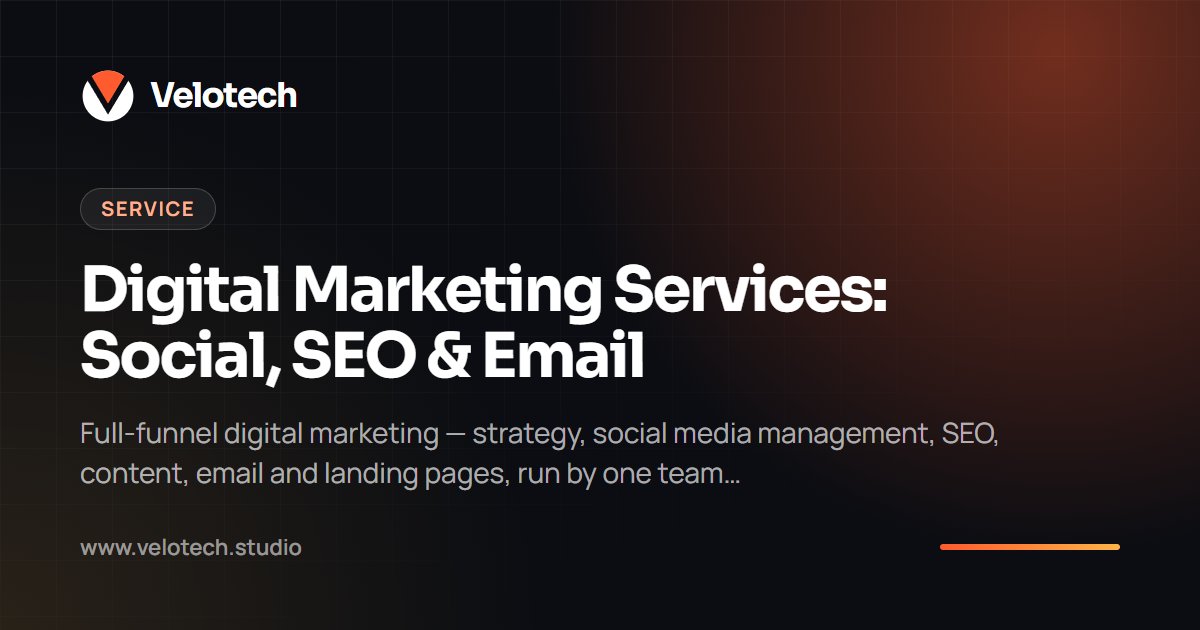 Velotech
SERVICE
Digital Marketing Services:
Social, SEO & Email
Full-funnel digital marketing — strategy, social media management, SEO,
content, email and landing pages, run by one team...
www.velotech.studio